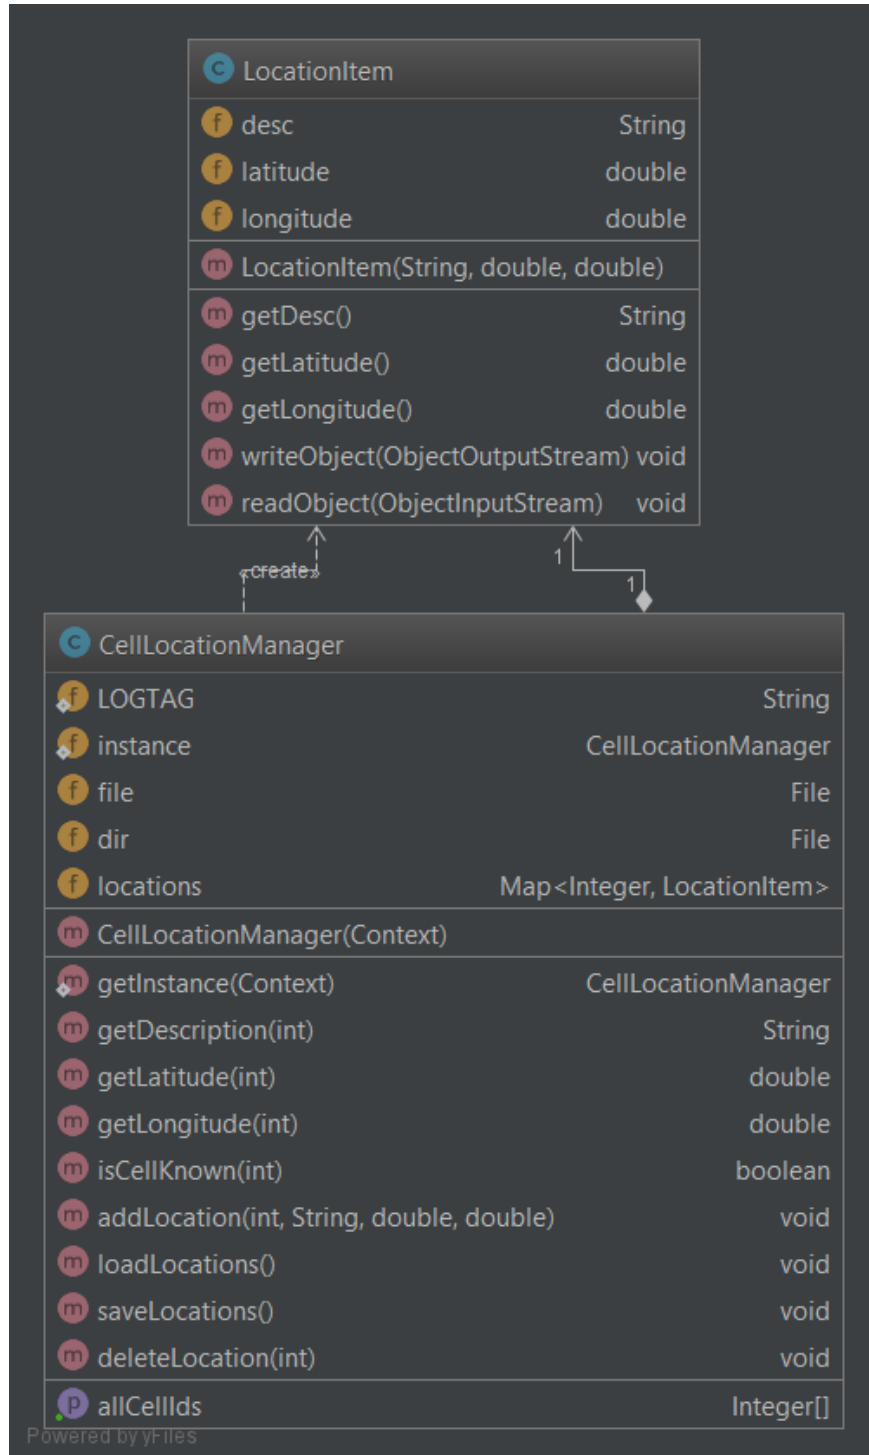 LocationItem
desc String
latitude double
longitude double
LocationItem(String, double, double)
getDesc() String
getLatitude() double
getLongitude() double
writeObject(ObjectOutputStream) void
readObject(ObjectInputStream) void
«create»
1
1
CellLocationManager
LOGTAG String
instance CellLocationManager
file File
dir File
locations Map<Integer, LocationItem>
CellLocationManager(Context)
getInstance(Context) CellLocationManager
getDescription(int) String
getLatitude(int) double
getLongitude(int) double
isCellKnown(int) boolean
addLocation(int, String, double, double) void
loadLocations() void
saveLocations() void
deleteLocation(int) void
allCellIds Integer[]
Powered by yFiles